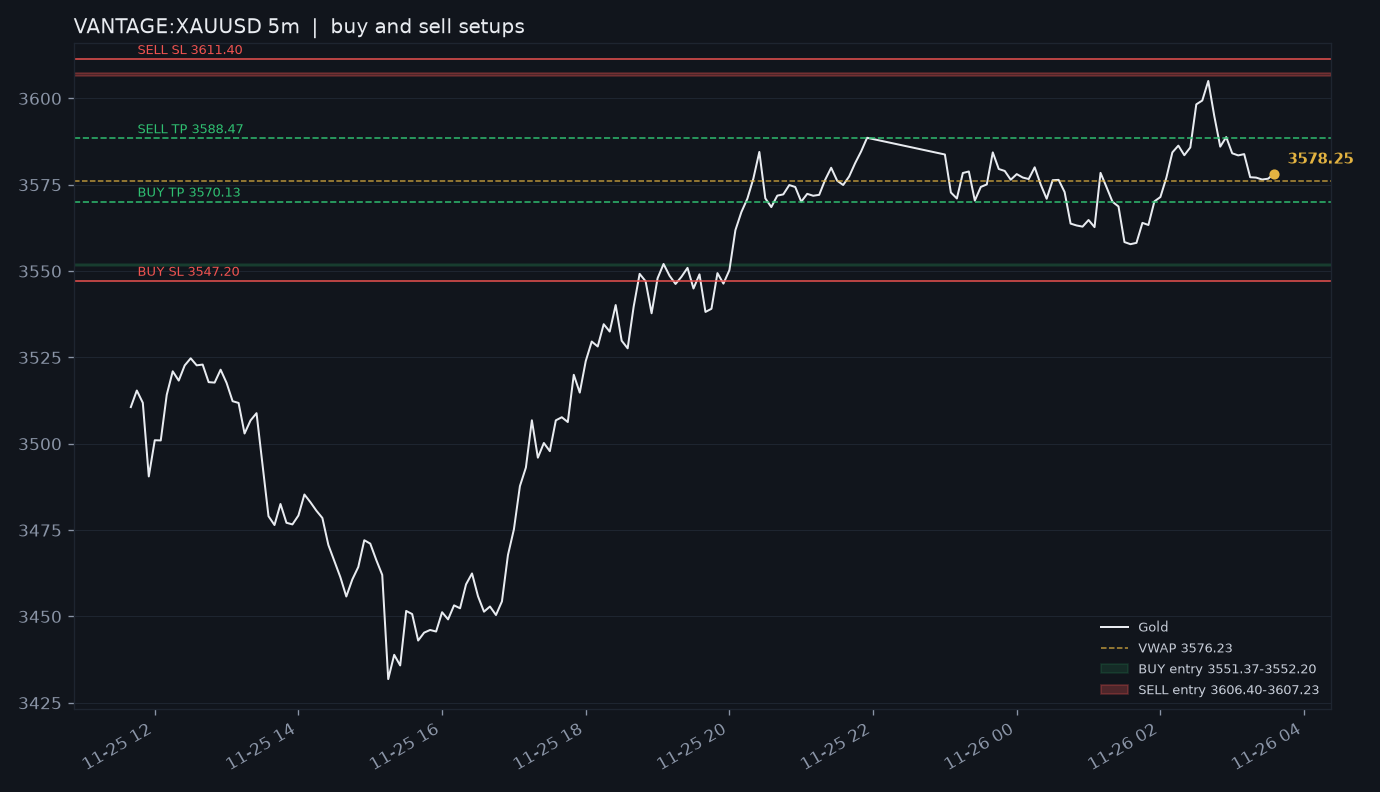 VANTAGE:XAUUSD 5m | buy and sell setups
SELL SL 3611.40
3600
SELL TP 3588.47
3578.25
3575
BUY TP 3570.13
3550
BUY SL 3547.20
3525
3500
3475
3450
3425
Gold
VWAP 3576.23
BUY entry 3551.37-3552.20
SELL entry 3606.40-3607.23
11-25 12
11-25 14
11-25 16
11-25 18
11-25 20
11-25 22
11-26 00
11-26 02
11-26 04